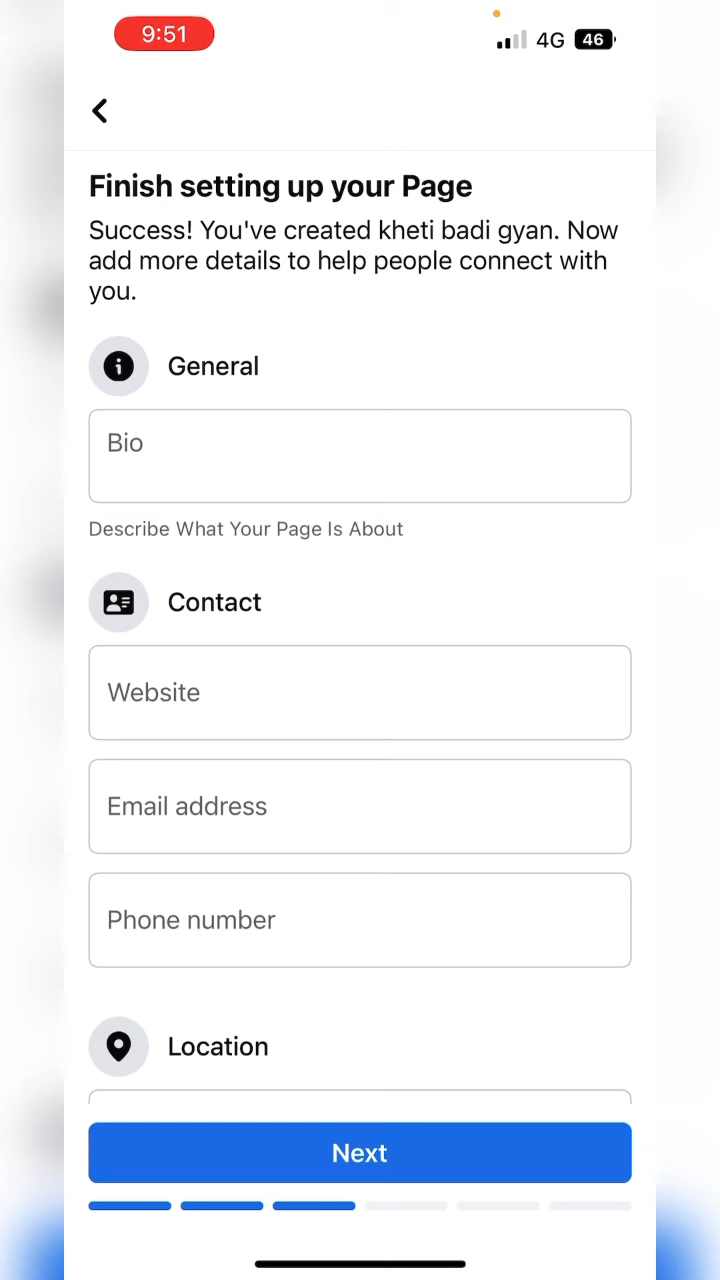 9:51
4G 46
Finish setting up your Page
Success! You've created kheti badi gyan. Now
add more details to help people connect with
you.
General
Bio
Describe What Your Page Is About
Contact
Website
Email address
Phone number
Location
Next